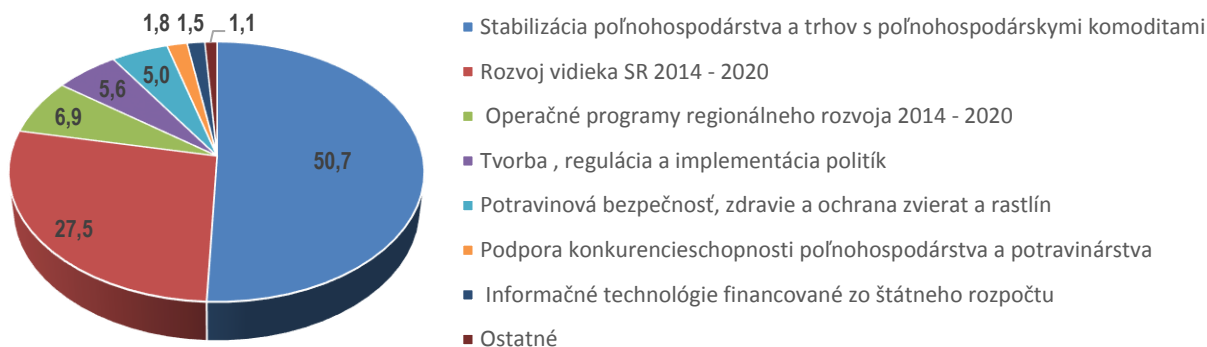 1,8 1,5 1,1
5,0
5,6
6,9
50,7
27,5
Stabilizácia poľnohospodárstva a trhov s poľnohospodárskymi komoditami
Rozvoj vidieka SR 2014 - 2020
Operačné programy regionálneho rozvoja 2014 - 2020
Tvorba , regulácia a implementácia politík
Potravinová bezpečnosť, zdravie a ochrana zvierat a rastlín
Podpora konkurencieschopnosti poľnohospodárstva a potravinárstva
Informačné technológie financované zo štátneho rozpočtu
Ostatné